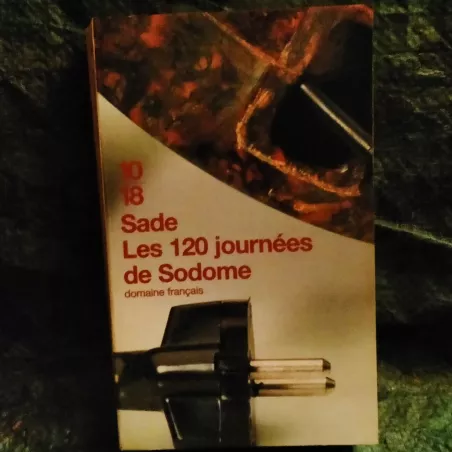 10
18
Sade
Les 120 journées
de Sodome
domaine français